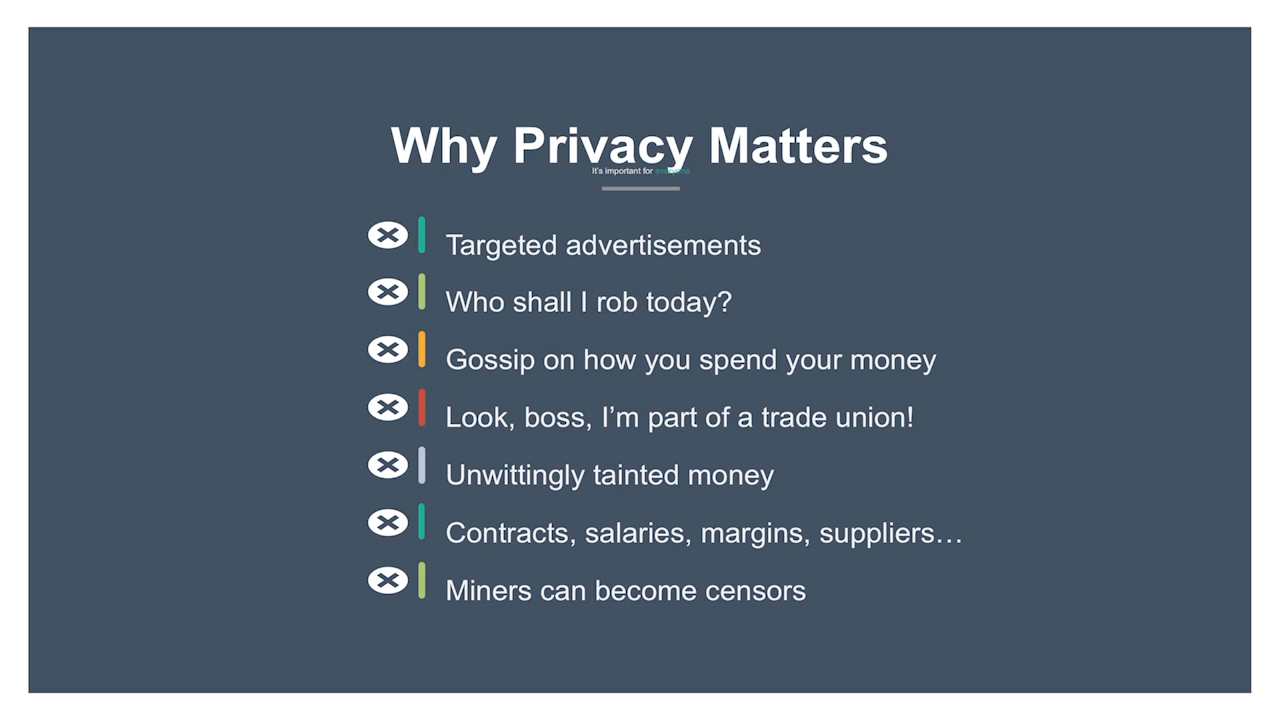 Why Privacy Matters
It's important for everyone
Targeted advertisements
Who shall I rob today?
Gossip on how you spend your money
Look, boss, I’m part of a trade union!
Unwittingly tainted money
Contracts, salaries, margins, suppliers…
Miners can become censors